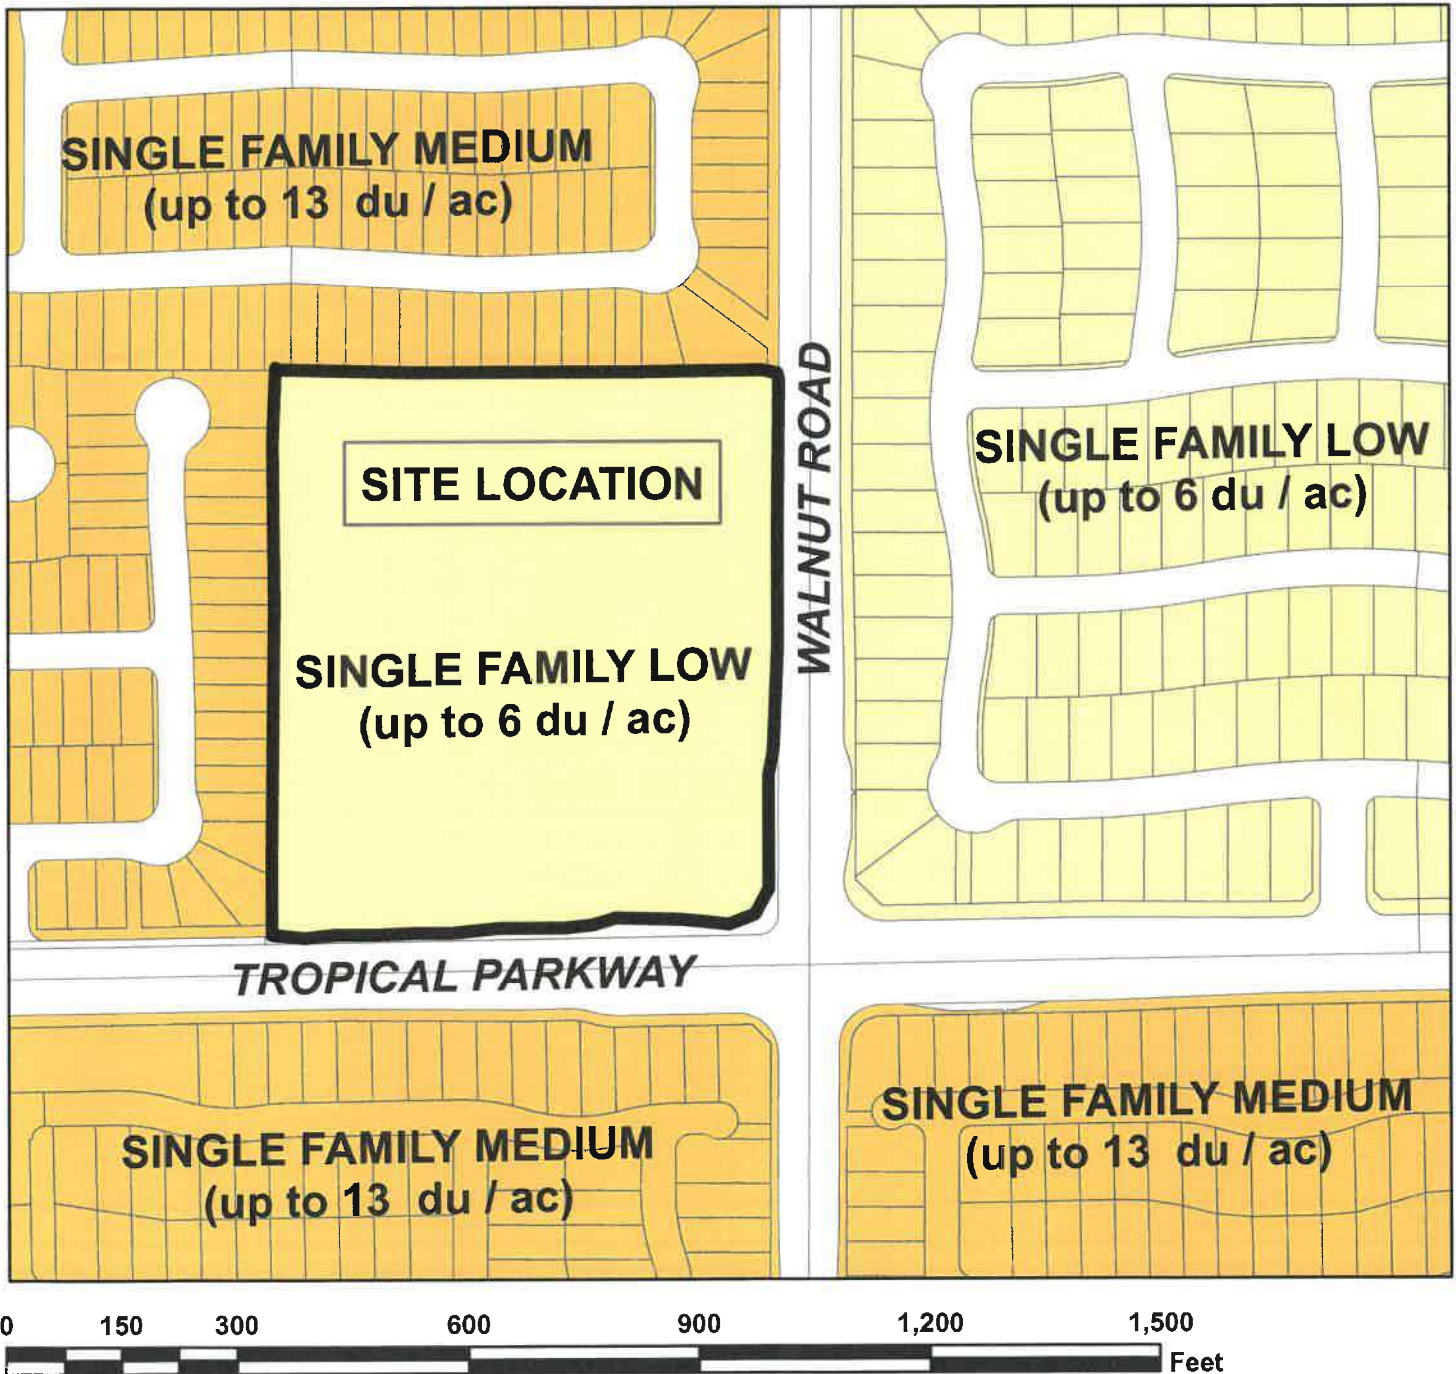 SINGLE FAMILY MEDIUM
(up to 13 du / ac)
SITE LOCATION
SINGLE FAMILY LOW
(up to 6 du / ac)
WALNUT ROAD
SINGLE FAMILY LOW
(up to 6 du / ac)
TROPICAL PARKWAY
SINGLE FAMILY MEDIUM
(up to 13 du / ac)
SINGLE FAMILY MEDIUM
(up to 13 du / ac)
0 150 300 600 900 1,200 1,500
Feet